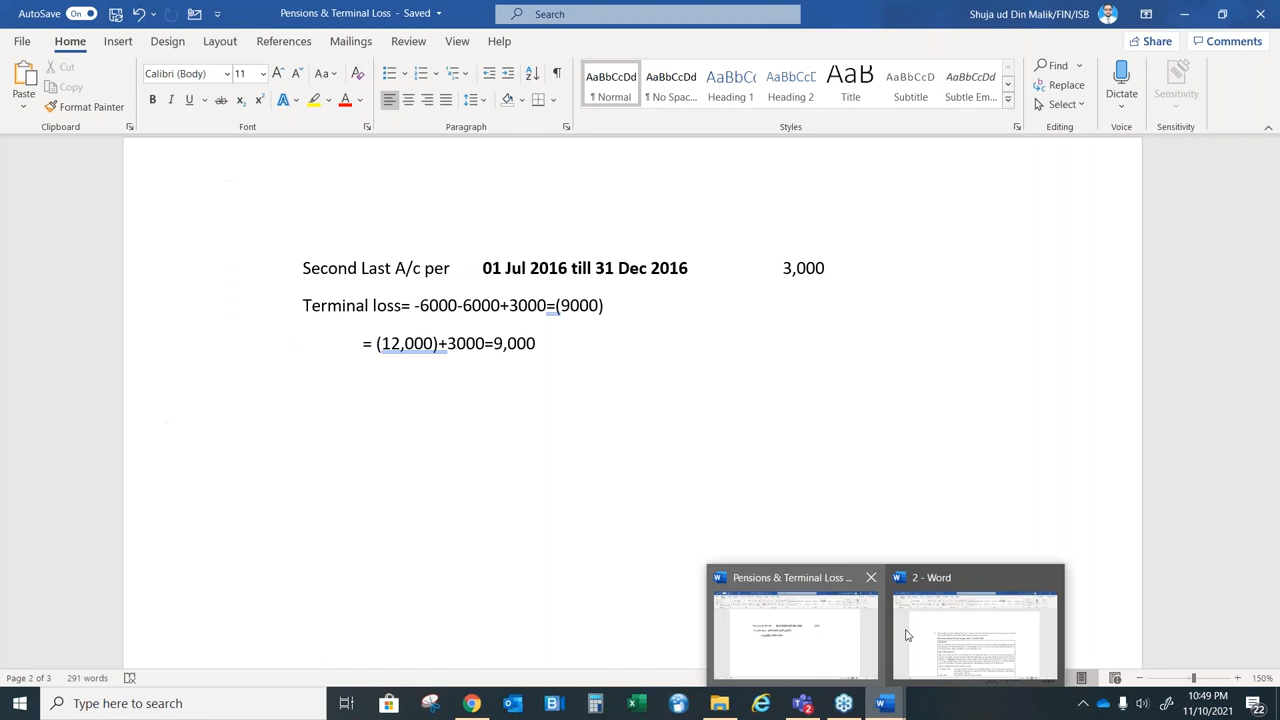 AutoSave On Search Shuja ud Din Malik/FIN/ISB
File Home Insert Design Layout References Mailings Review View Help Share Comments
Paste Cut Copy Format Painter
Calibri (Body) 11 Aa
AaBbCcDd AaBbCcDd AaBbCc AaBbCcD AaB AaBbCcD AaBbCcDd
¶ Normal ¶ No Spac... Heading 1 Heading 2 Title Subtitle Subtle Em...
Find Replace Select Dictate Sensitivity
Clipboard Font Paragraph Styles Editing Voice Sensitivity
Second Last A/c per 01 Jul 2016 till 31 Dec 2016 3,000
Terminal loss= -6000-6000+3000=(9000)
= (12,000)+3000=9,000
Pensions & Terminal Loss ... 2 - Word
Page 2 of 3 291 words 150%
Type here to search
10:49 PM
11/10/2021
22